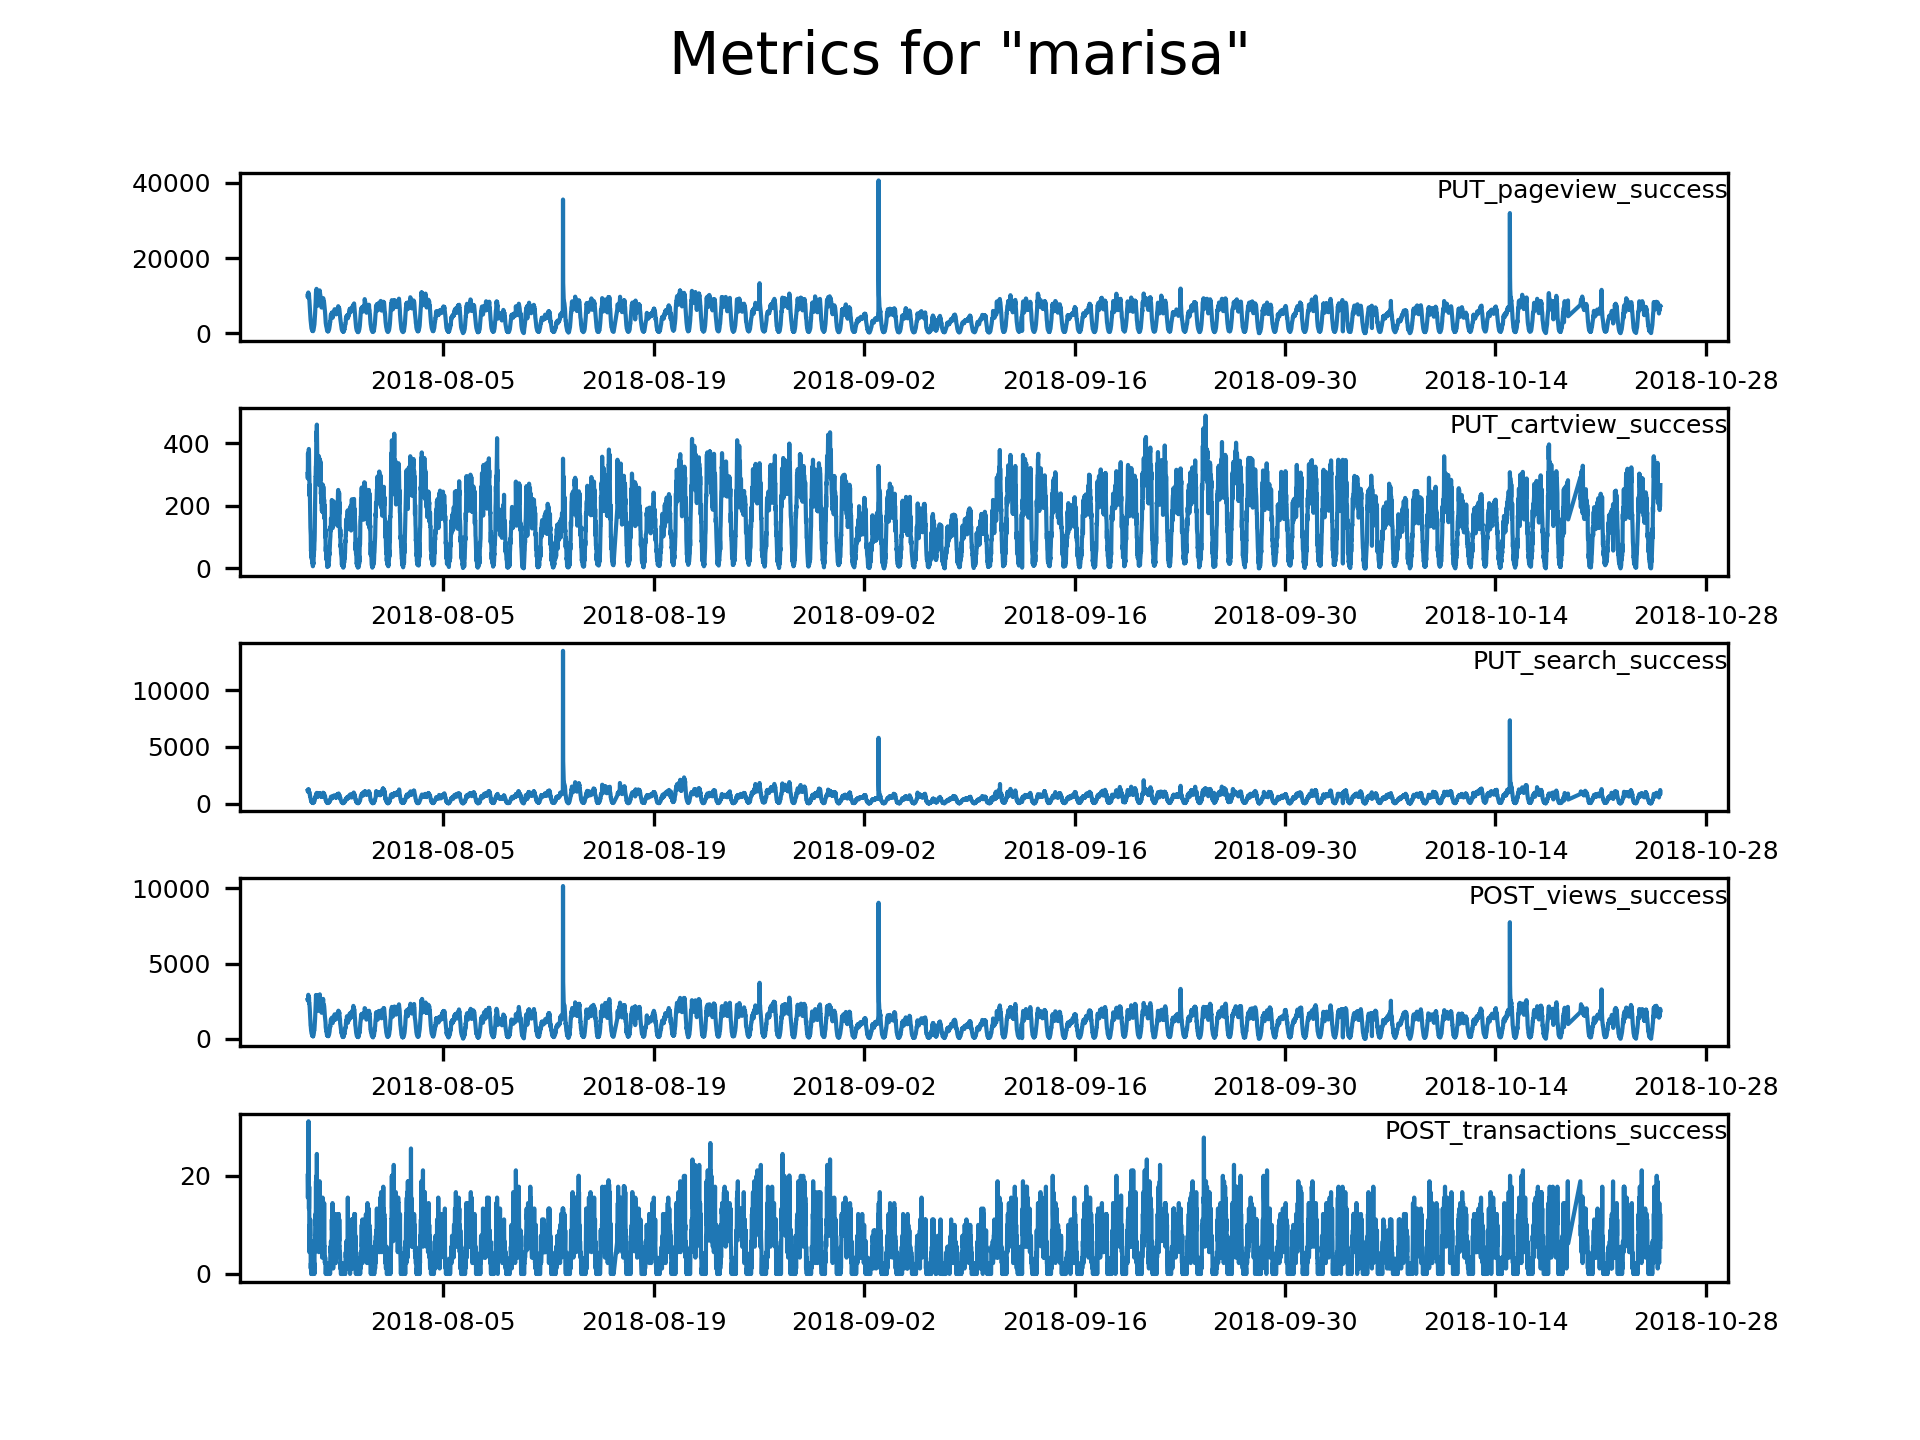 Metrics for "marisa"
40000
20000
0
PUT_pageview_success
2018-08-05 2018-08-19 2018-09-02 2018-09-16 2018-09-30 2018-10-14 2018-10-28
400
200
0
PUT_cartview_success
2018-08-05 2018-08-19 2018-09-02 2018-09-16 2018-09-30 2018-10-14 2018-10-28
10000
5000
0
PUT_search_success
2018-08-05 2018-08-19 2018-09-02 2018-09-16 2018-09-30 2018-10-14 2018-10-28
10000
5000
0
POST_views_success
2018-08-05 2018-08-19 2018-09-02 2018-09-16 2018-09-30 2018-10-14 2018-10-28
20
0
POST_transactions_success
2018-08-05 2018-08-19 2018-09-02 2018-09-16 2018-09-30 2018-10-14 2018-10-28